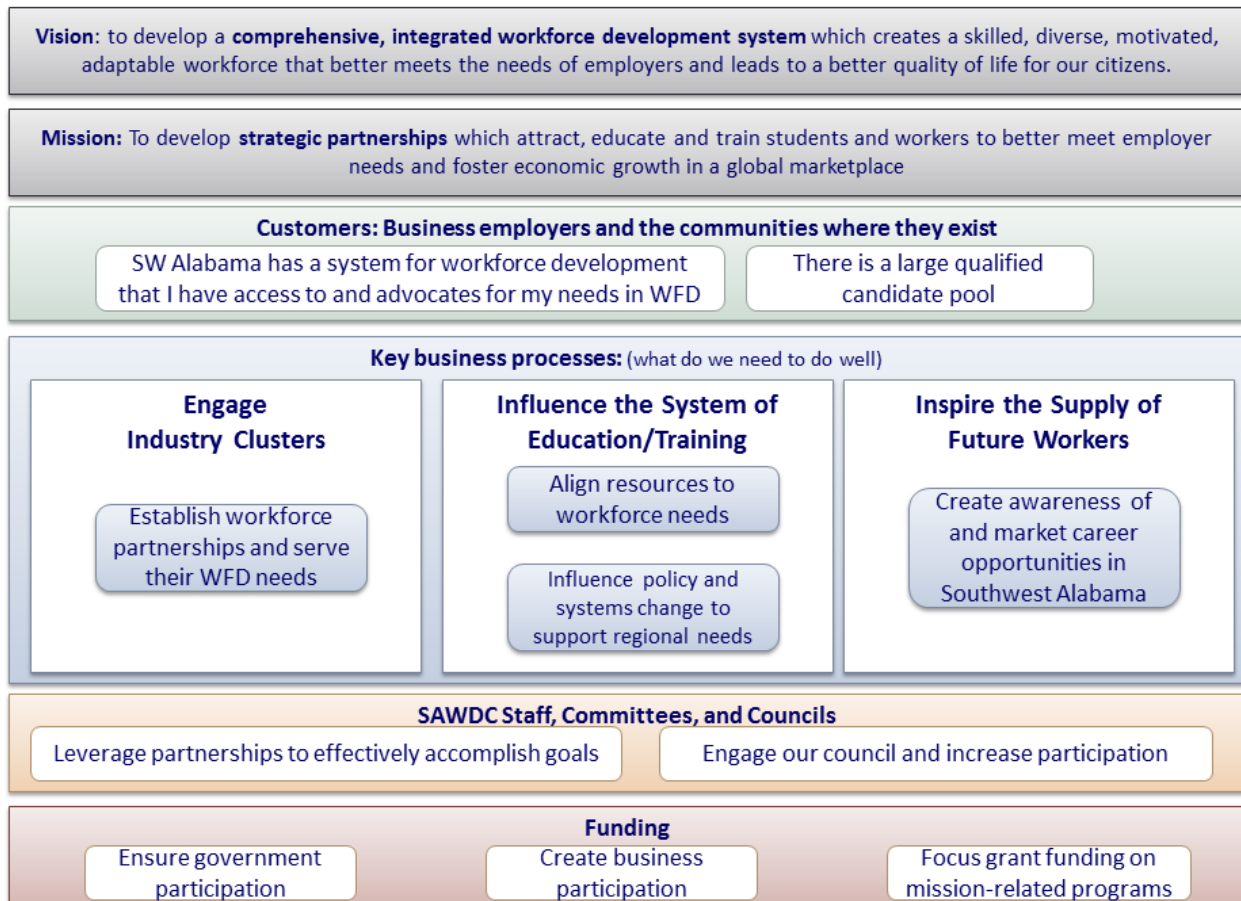 Vision: to develop a comprehensive, integrated workforce development system which creates a skilled, diverse, motivated,
adaptable workforce that better meets the needs of employers and leads to a better quality of life for our citizens.
Mission: To develop strategic partnerships which attract, educate and train students and workers to better meet employer
needs and foster economic growth in a global marketplace
Customers: Business employers and the communities where they exist
SW Alabama has a system for workforce development
that I have access to and advocates for my needs in WFD
There is a large qualified
candidate pool
Key business processes: (what do we need to do well)
Engage
Industry Clusters
Establish workforce
partnerships and serve
their WFD needs
Influence the System of
Education/Training
Align resources to
workforce needs
Influence policy and
systems change to
support regional needs
Inspire the Supply of
Future Workers
Create awareness of
and market career
opportunities in
Southwest Alabama
SAWDC Staff, Committees, and Councils
Leverage partnerships to effectively accomplish goals
Engage our council and increase participation
Funding
Ensure government
participation
Create business
participation
Focus grant funding on
mission-related programs